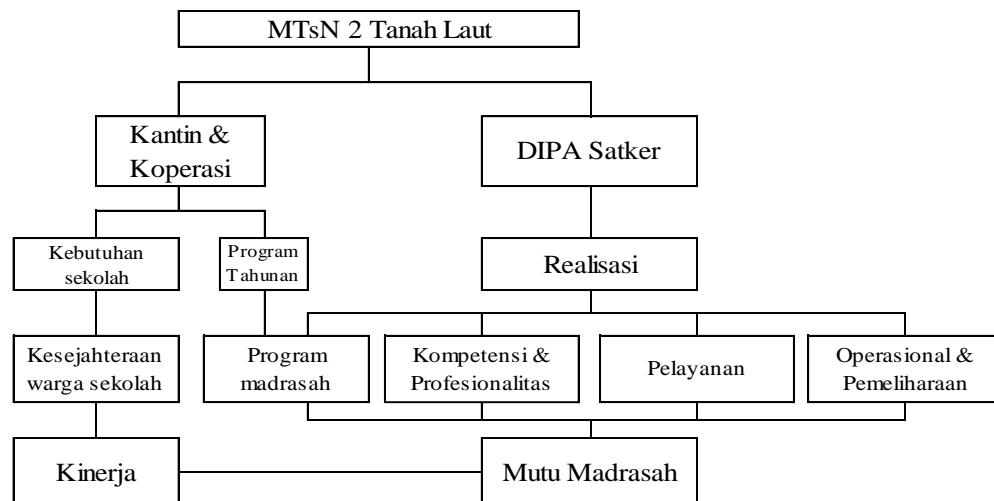 MTsN 2 Tanah Laut
Kantin &
Koperasi
DIPA Satker
Kebutuhan
sekolah
Program
Tahunan
Realisasi
Kesejahteraan
warga sekolah
Program
madrasah
Kompetensi &
Profesionalitas
Pelayanan
Operasional &
Pemeliharaan
Kinerja
Mutu Madrasah